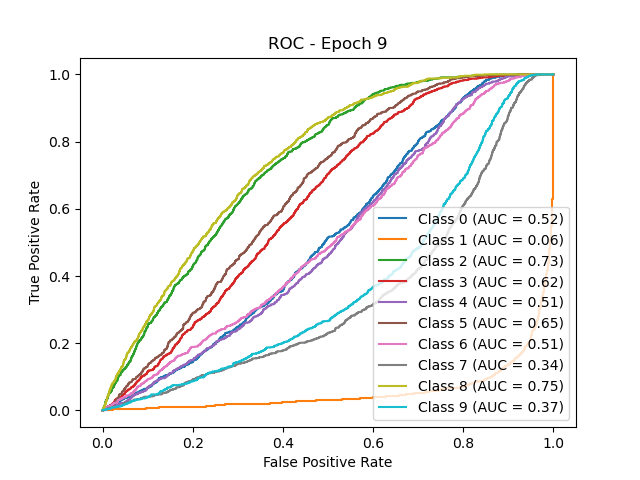 ROC - Epoch 9
True Positive Rate
1.0
0.8
0.6
0.4
0.2
0.0
Class 0 (AUC = 0.52)
Class 1 (AUC = 0.06)
Class 2 (AUC = 0.73)
Class 3 (AUC = 0.62)
Class 4 (AUC = 0.51)
Class 5 (AUC = 0.65)
Class 6 (AUC = 0.51)
Class 7 (AUC = 0.34)
Class 8 (AUC = 0.75)
Class 9 (AUC = 0.37)
0.0 0.2 0.4 0.6 0.8 1.0
False Positive Rate